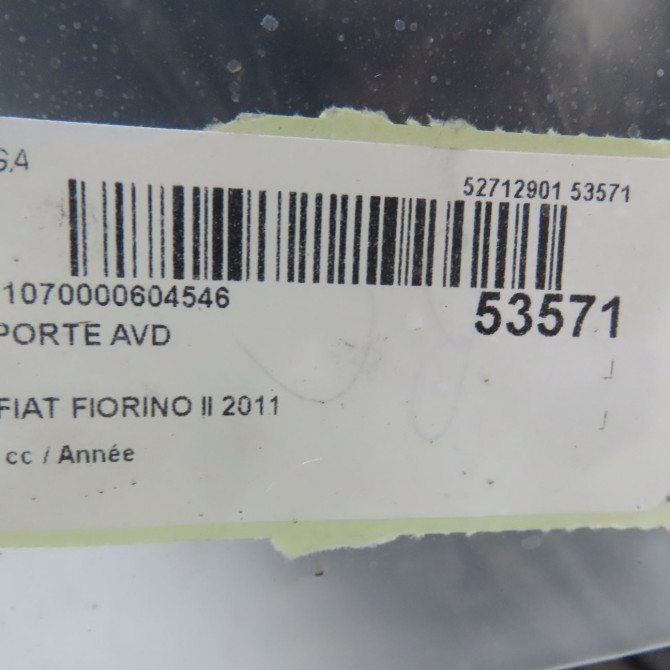 52712901 53571
1070000604546
53571
PORTE AVD
FIAT FIORINO II 2011
cc / Année